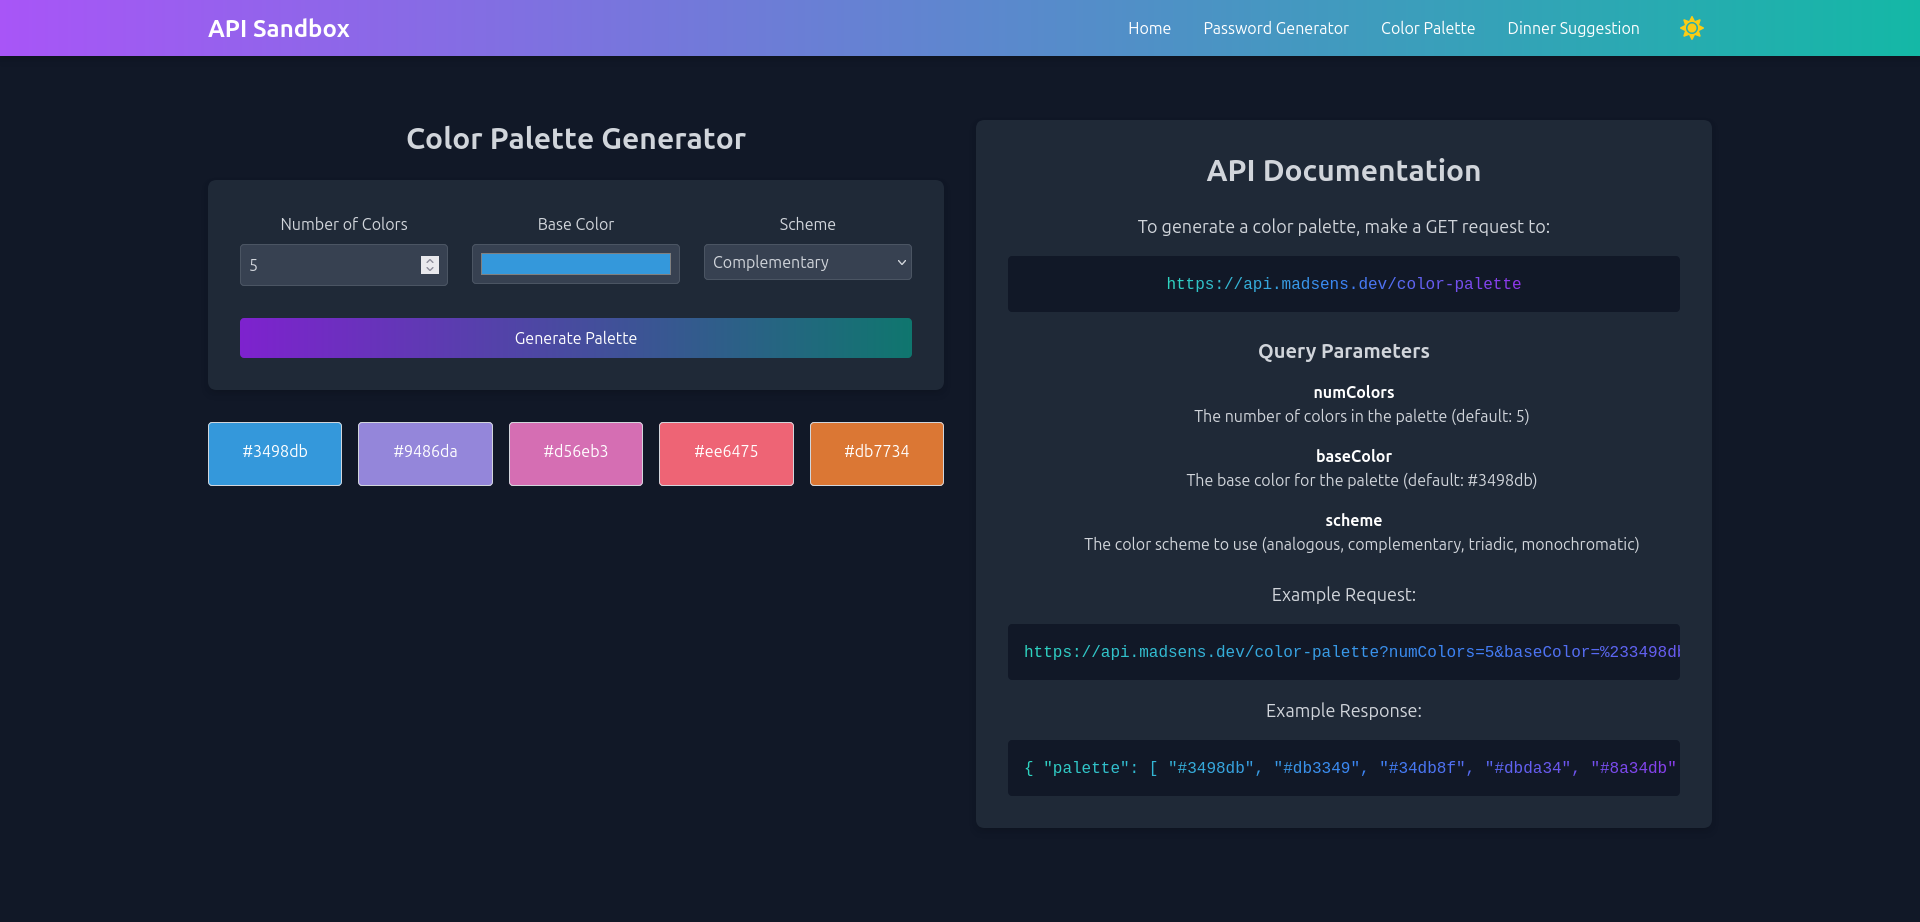 API Sandbox
Home
Password Generator
Color Palette
Dinner Suggestion
Color Palette Generator
Number of Colors
Base Color
Scheme
5
Complementary
Generate Palette
#3498db
#9486da
#d56eb3
#ee6475
#db7734
API Documentation
To generate a color palette, make a GET request to:
https://api.madsens.dev/color-palette
Query Parameters
numColors
The number of colors in the palette (default: 5)
baseColor
The base color for the palette (default: #3498db)
scheme
The color scheme to use (analogous, complementary, triadic, monochromatic)
Example Request:
https://api.madsens.dev/color-palette?numColors=5&baseColor=%233498db
Example Response:
{ "palette": [ "#3498db", "#db3349", "#34db8f", "#dbda34", "#8a34db"